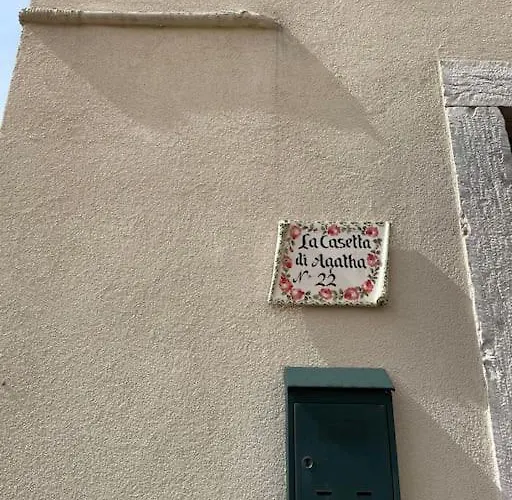 La Casetta
di Agatha
N° 22